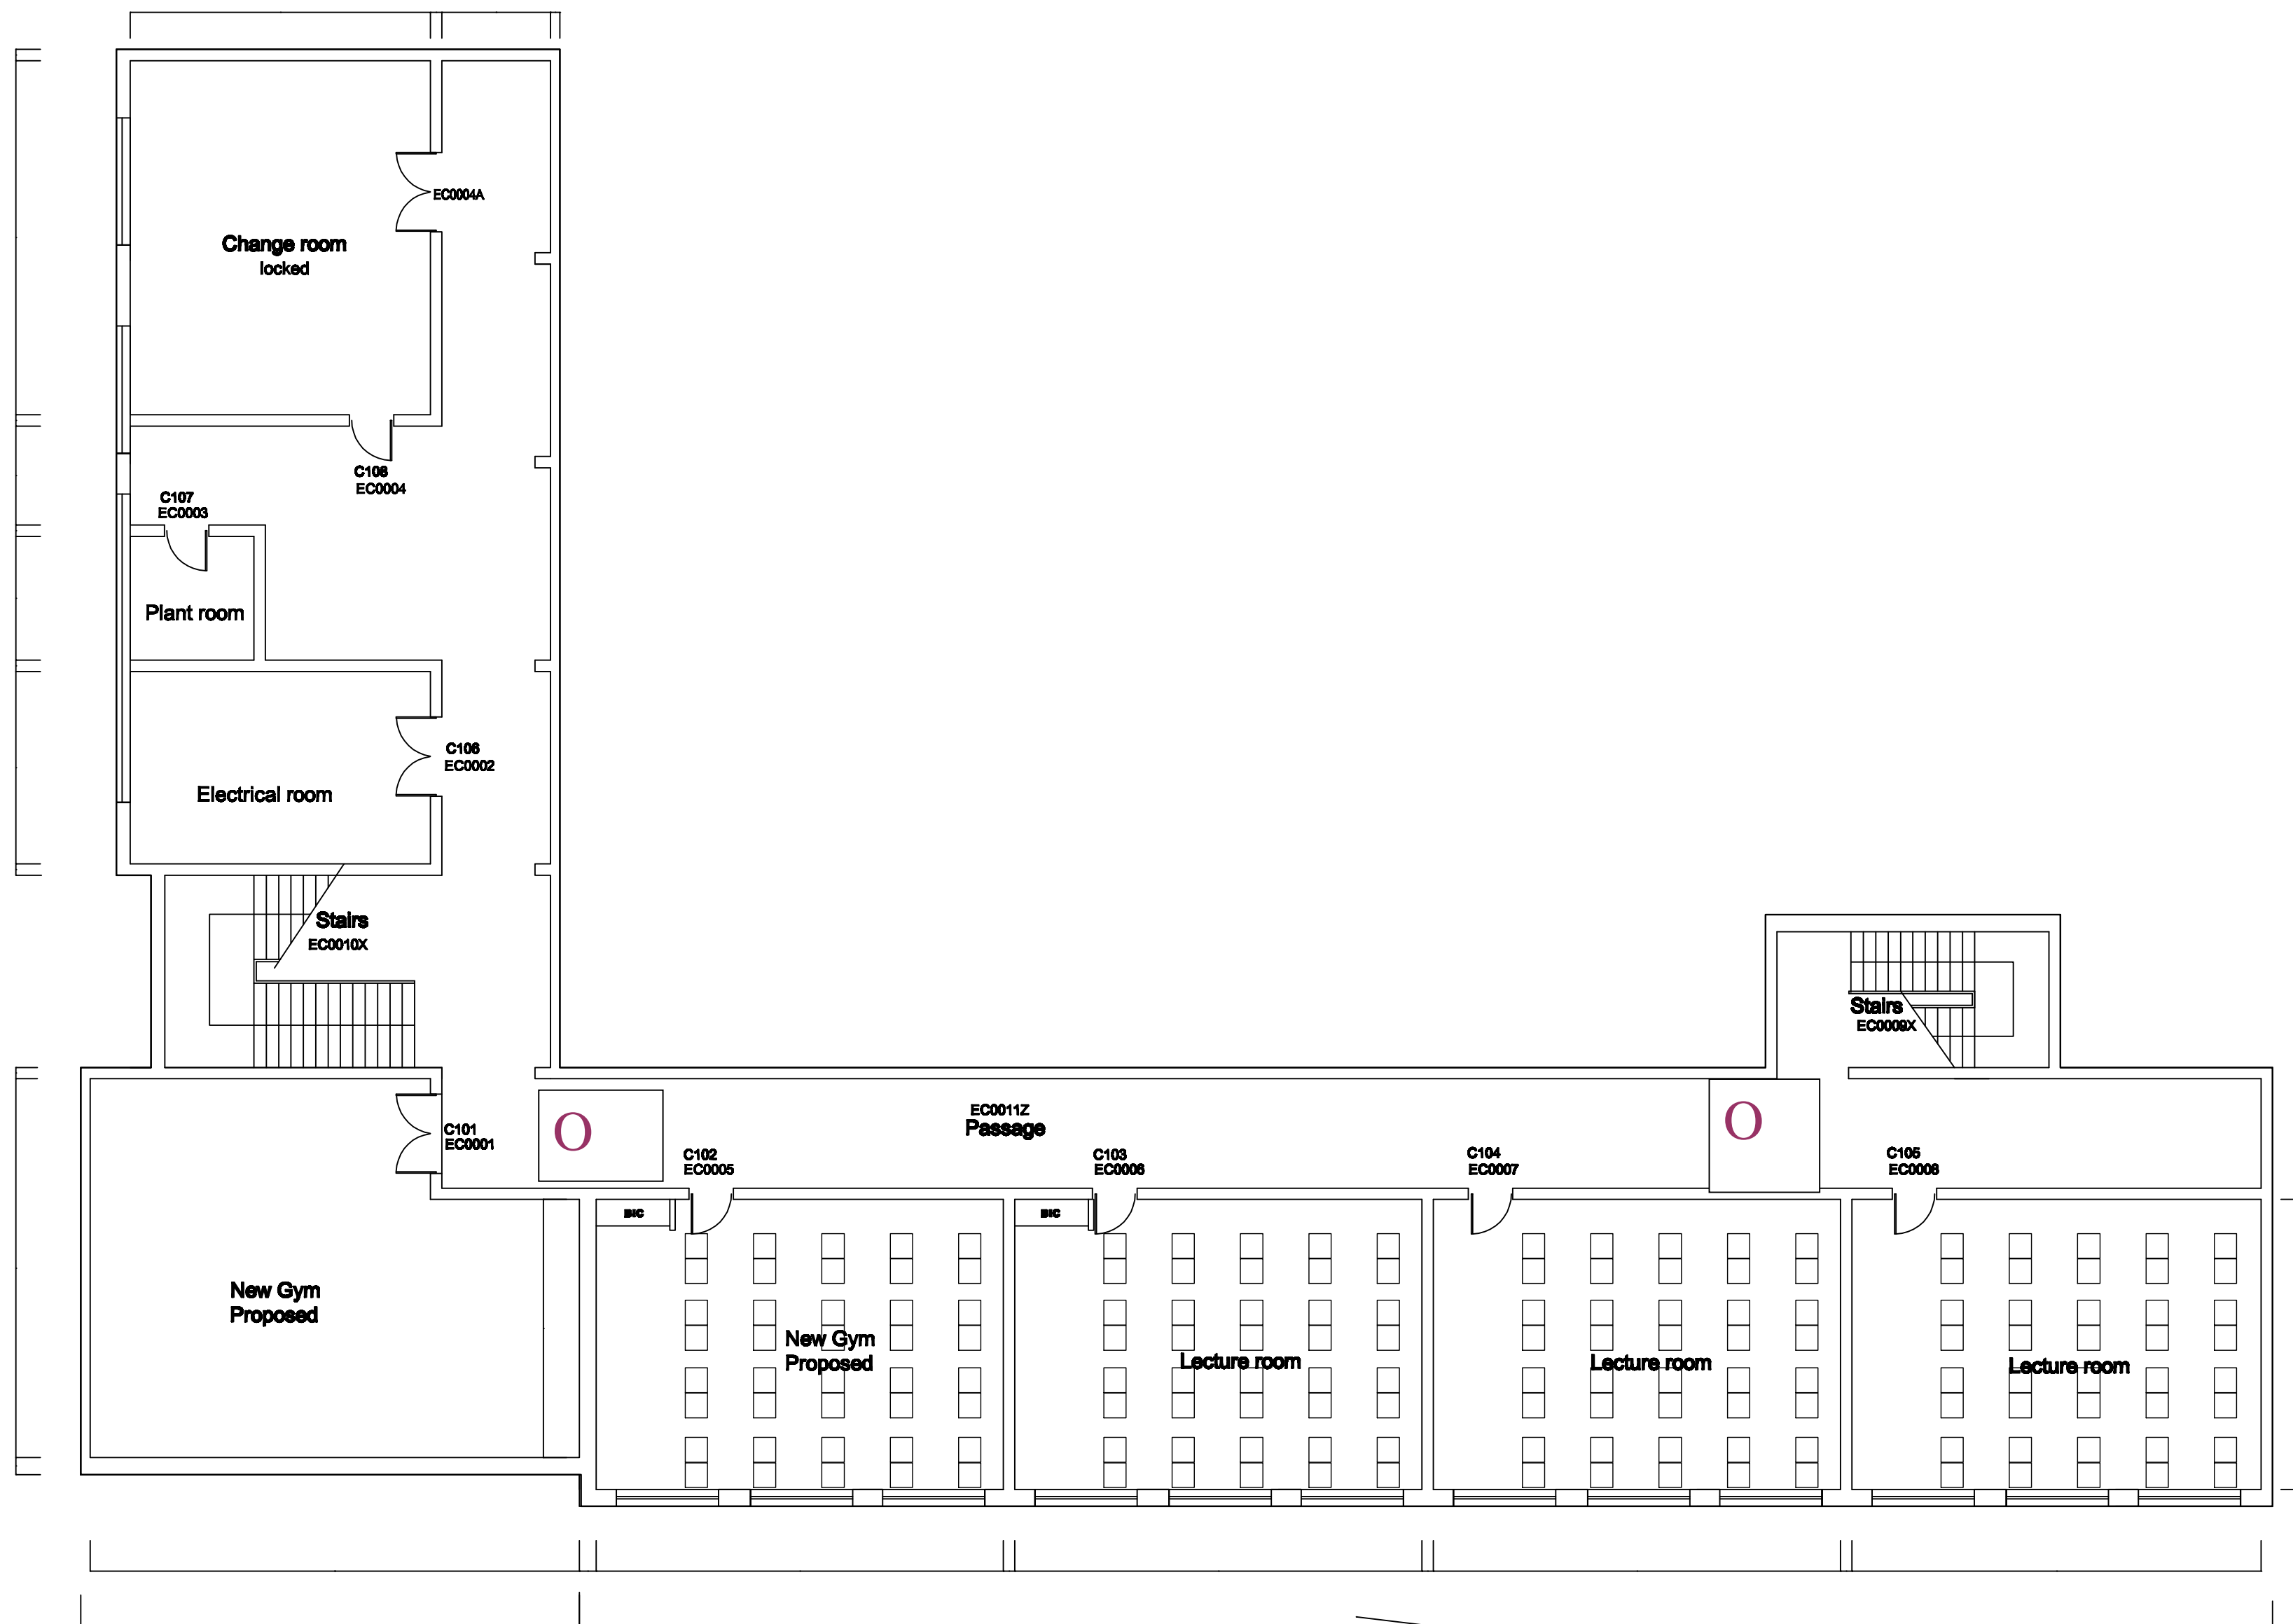 EC0004A
Change room
locked
C108
EC0004
C107
EC0003
Plant room
C106
EC0002
Electrical room
Stairs
EC0010X
Stairs
EC0009X
C101
EC0001
O
EC0011Z
Passage
O
C102
EC0005
C103
EC0006
C104
EC0007
C105
EC0008
BIC
BIC
New Gym
Proposed
New Gym
Proposed
Lecture room
Lecture room
Lecture room